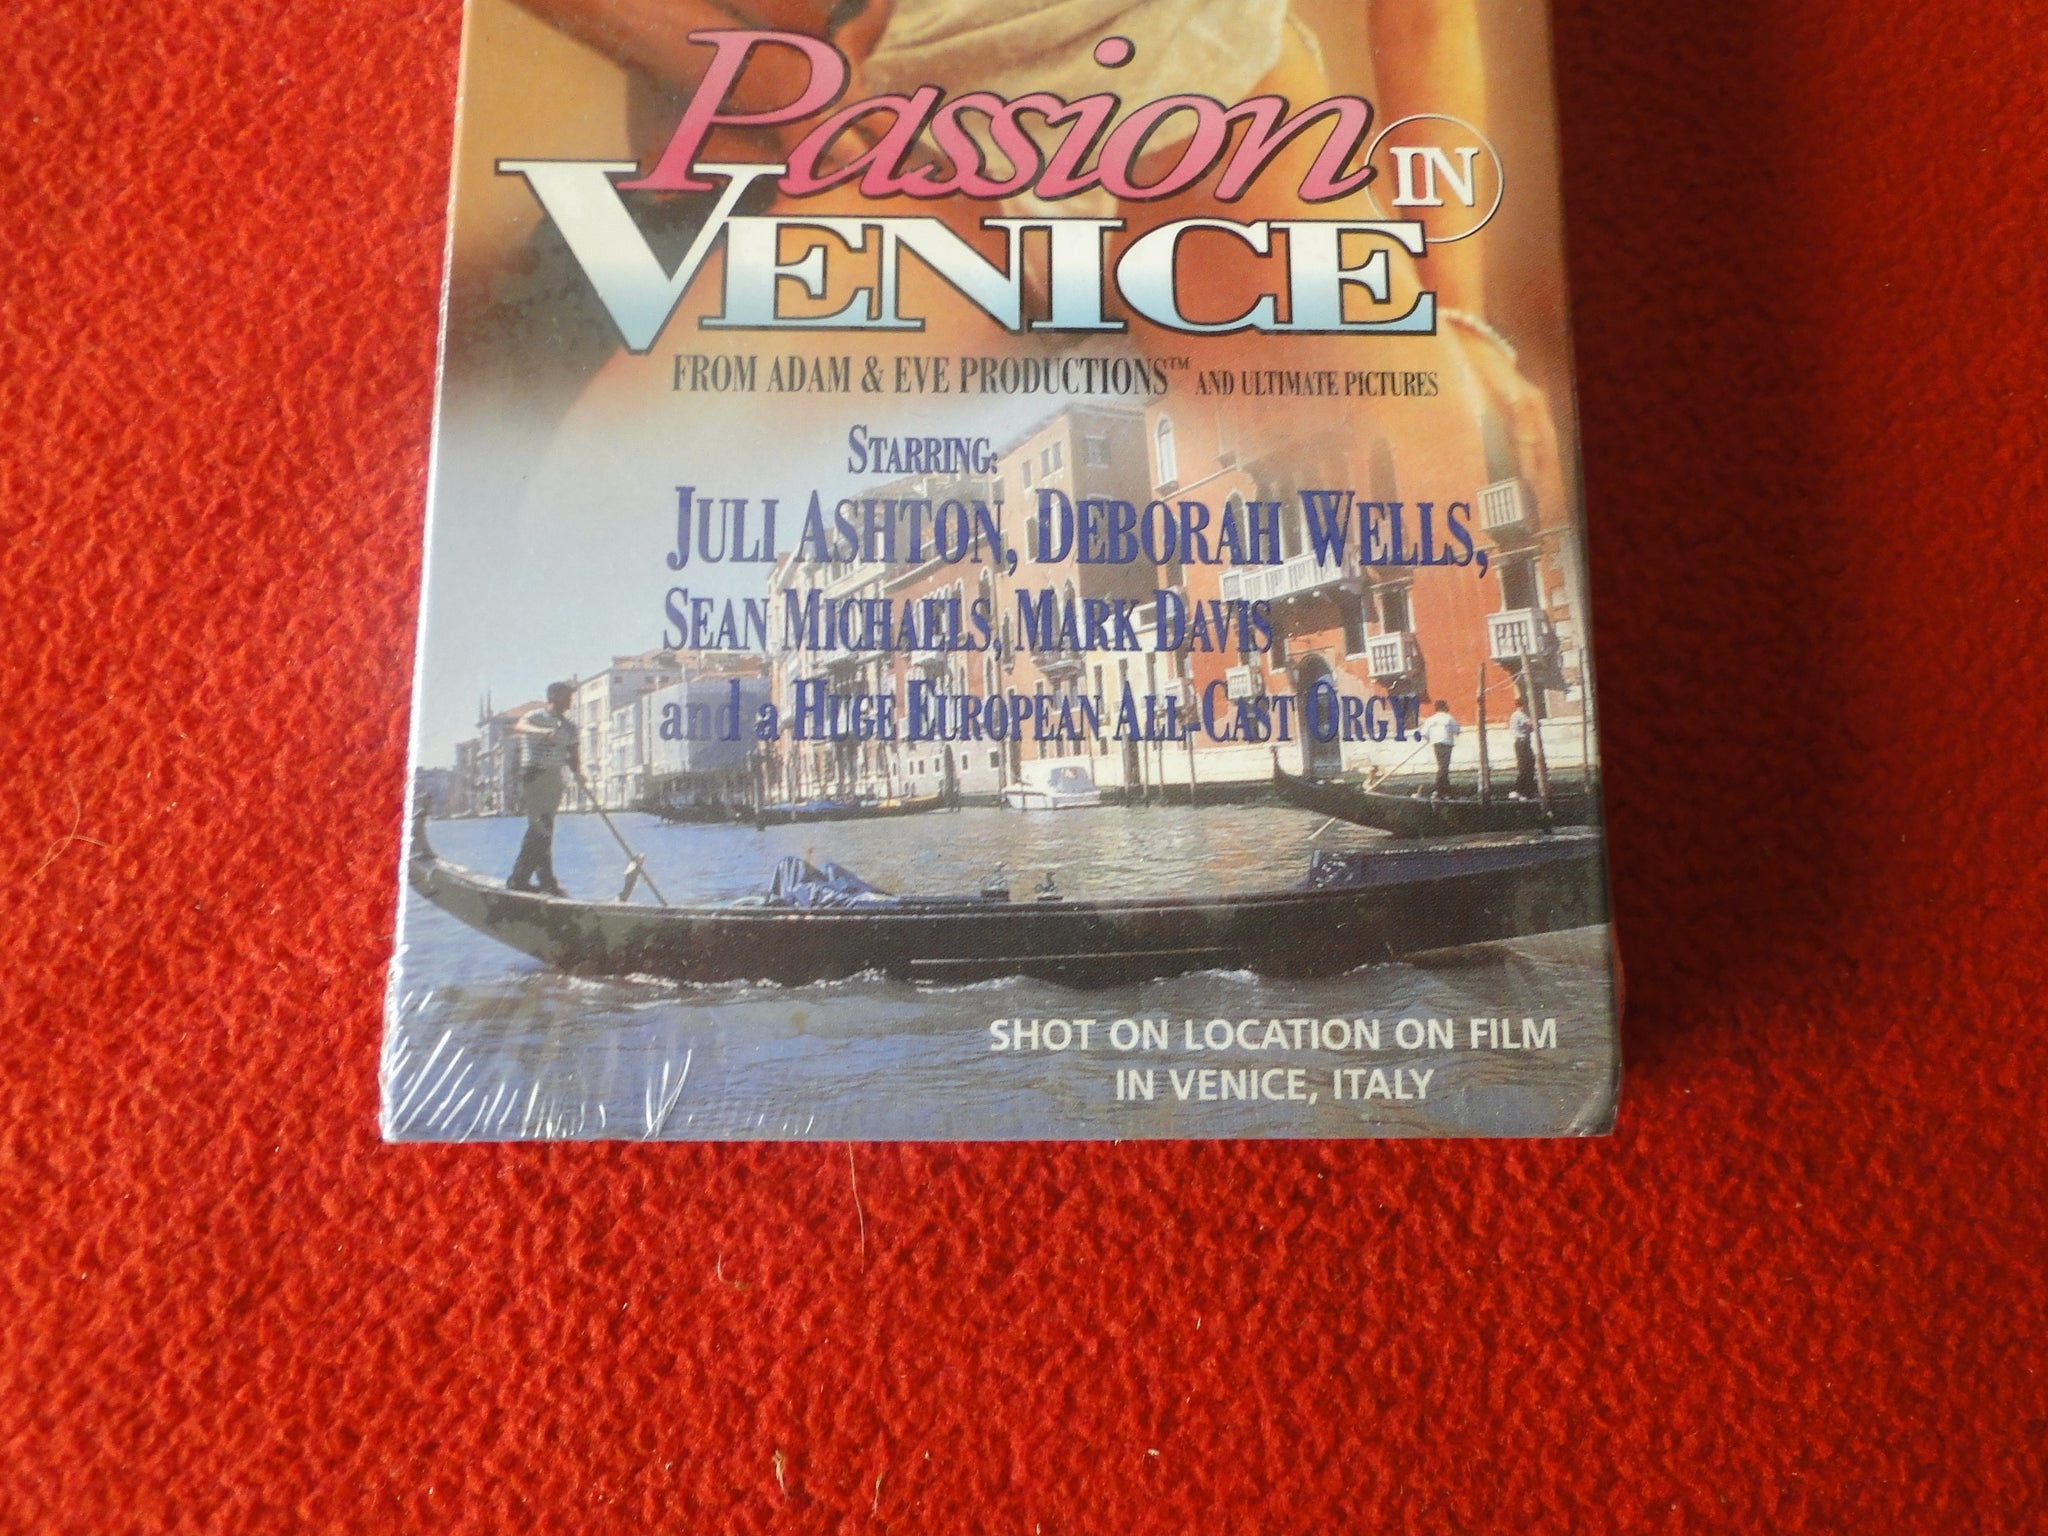 Passion IN
VENICE
FROM ADAM & EVE PRODUCTIONS™ AND ULTIMATE PICTURES
STARRING:
JULI ASHTON, DEBORAH WELLS,
SEAN MICHAELS, MARK DAVIS
and a HUGE EUROPEAN ALL-CAST ORGY!
SHOT ON LOCATION ON FILM
IN VENICE, ITALY